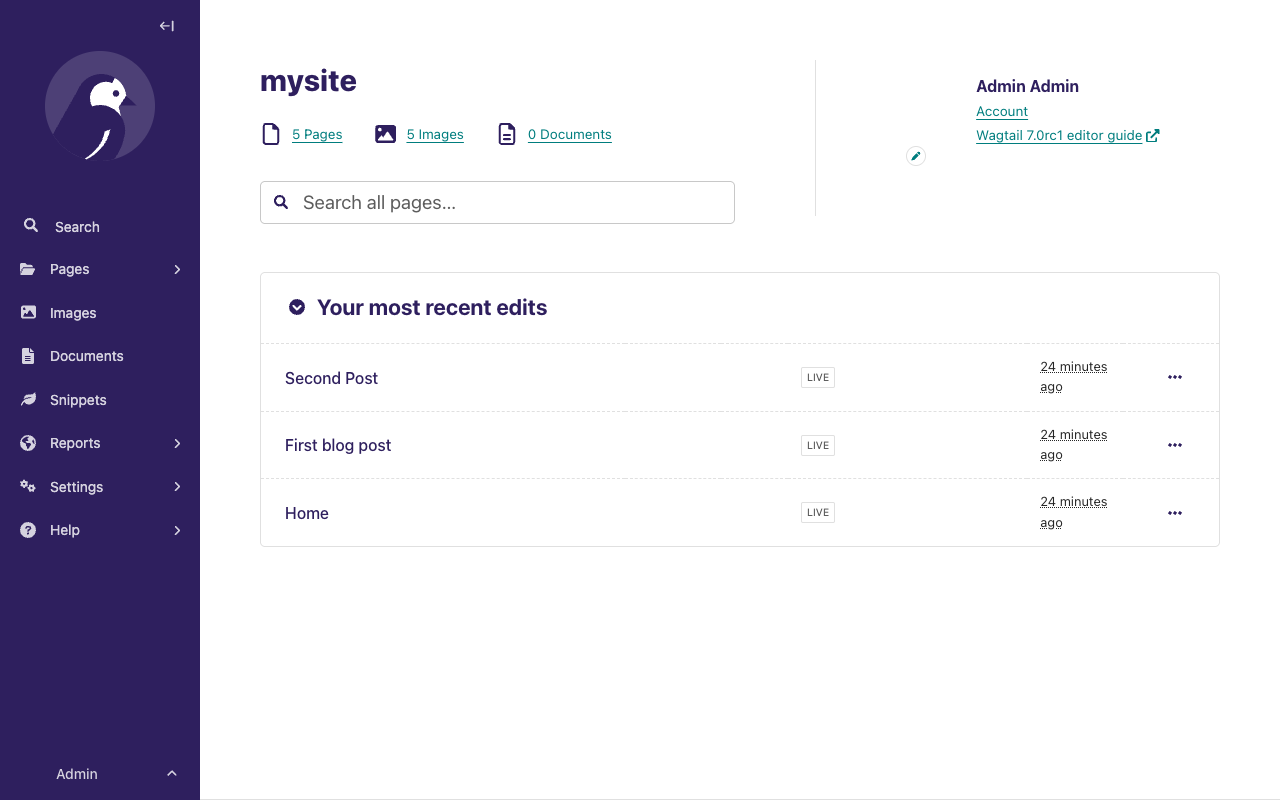 mysite
5 Pages
5 Images
0 Documents
Search all pages...
Admin Admin
Account
Wagtail 7.0rc1 editor guide
Search
Pages
Images
Documents
Snippets
Reports
Settings
Help
Admin
Your most recent edits
Second Post
LIVE
24 minutes
ago
First blog post
LIVE
24 minutes
ago
Home
LIVE
24 minutes
ago